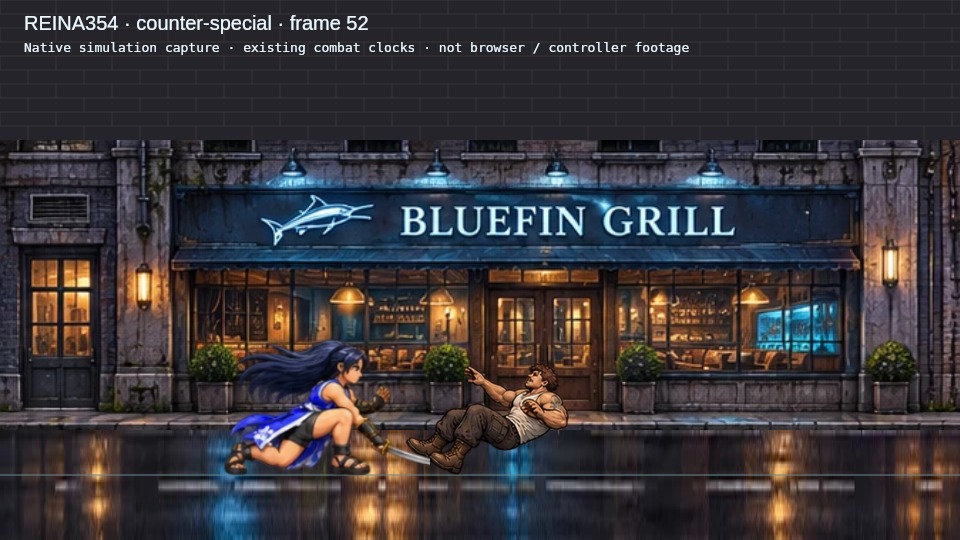 REINA354 · counter-special · frame 52
Native simulation capture · existing combat clocks · not browser / controller footage
BLUEFIN GRILL